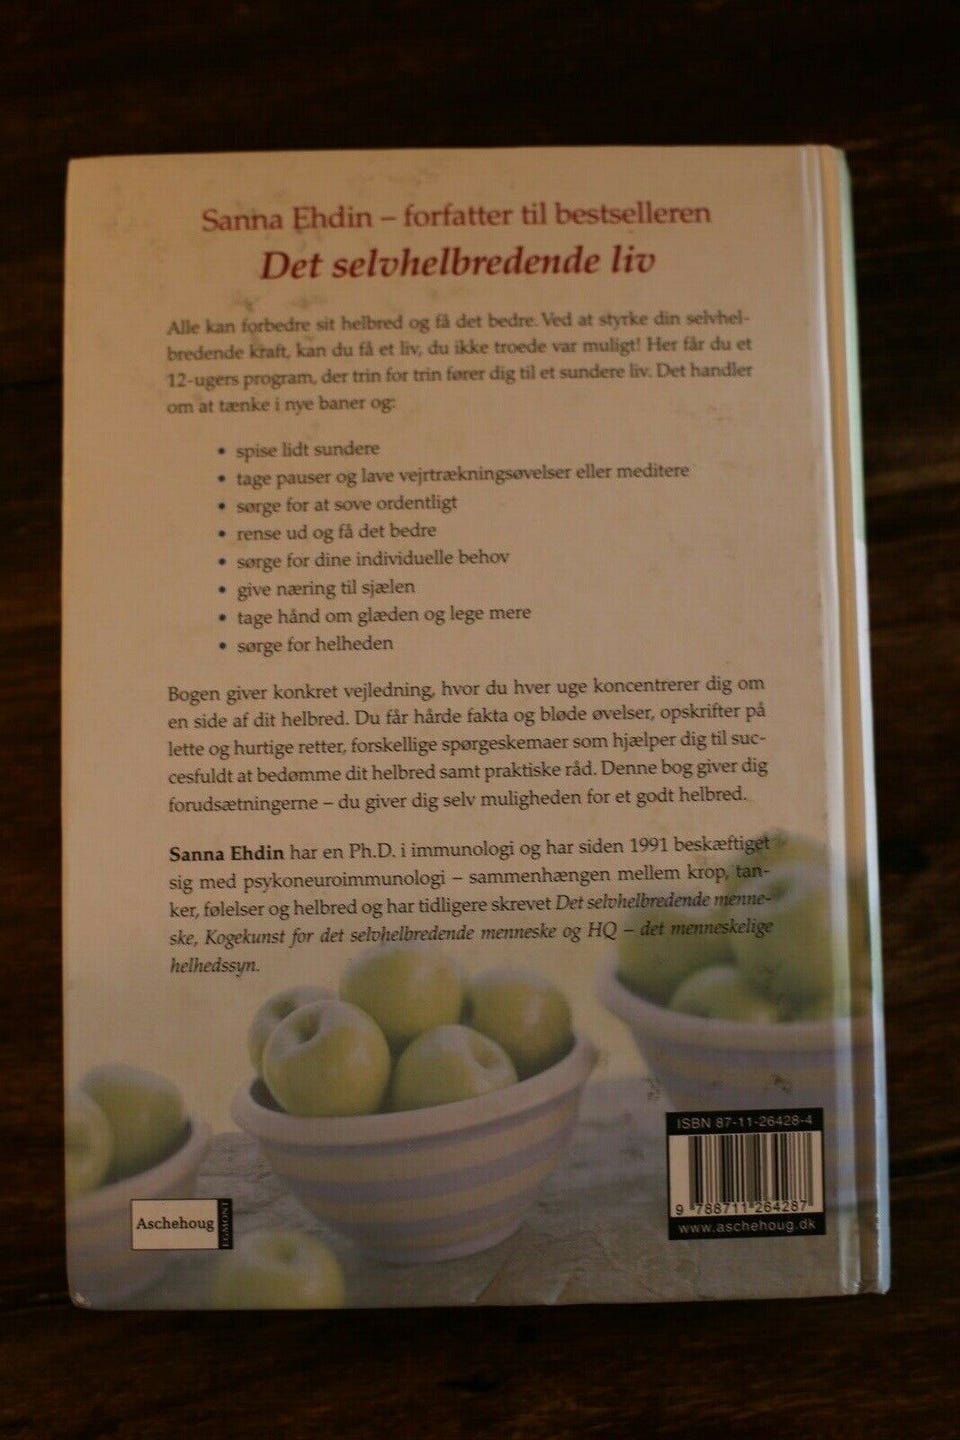 Sanna Ehdin – forfatter til bestselleren
Det selvhelbredende liv
Alle kan forbedre sit helbred og få det bedre. Ved at styrke din selvhel-
bredende kraft, kan du få et liv, du ikke troede var muligt! Her får du et
12-ugers program, der trin for trin fører dig til et sundere liv. Det handler
om at tænke i nye baner og:
• spise lidt sundere
• tage pauser og lave vejrtrækningsøvelser eller meditere
• sørge for at sove ordentligt
• rense ud og få det bedre
• sørge for dine individuelle behov
• give næring til sjælen
• tage hånd om glæden og lege mere
• sørge for helheden
Bogen giver konkret vejledning, hvor du hver uge koncentrerer dig om
en side af dit helbred. Du får hårde fakta og bløde øvelser, opskrifter på
lette og hurtige retter, forskellige spørgeskemaer som hjælper dig til suc-
cesfuldt at bedømme dit helbred samt praktiske råd. Denne bog giver dig
forudsætningerne – du giver dig selv muligheden for et godt helbred.
Sanna Ehdin har en Ph.D. i immunologi og har siden 1991 beskæftiget
sig med psykoneuroimmunologi – sammenhængen mellem krop, tan-
ker, følelser og helbred og har tidligere skrevet Det selvhelbredende menne-
ske, Kogekunst for det selvhelbredende menneske og HQ – det menneskelige
helhedssyn.
ISBN 87-11-26428-4
9 788711 264287
www.aschehoug.dk
Aschehoug
EGMONT